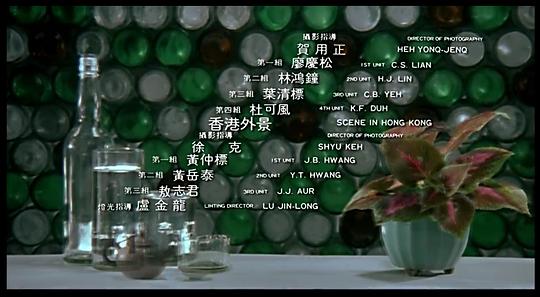 攝影指導 DIRECTOR OF PHOTOGRAPHY
賀用正 HEH YONQ-JENQ
第一組 廖慶松 1ST UNIT C.S. LIAN
第二組 林鴻鐘 2ND UNIT H.J. LIN
第三組 葉清標 3RD UNIT C.B. YEH
第四組 杜可風 4TH UNIT K.F. DUH
香港外景 SCENE IN HONG KONG
攝影指導 DIRECTOR OF PHOTOGRAPHY
徐 克 SHYU KEH
第一組 黃仲標 1ST UNIT J.B. HWANG
第二組 黃岳泰 2ND UNIT Y.T. HWANG
第三組 敖志君 3RD UNIT J.J. AUR
燈光指導 盧金龍 LINTING DIRECTOR LU JIN-LONG